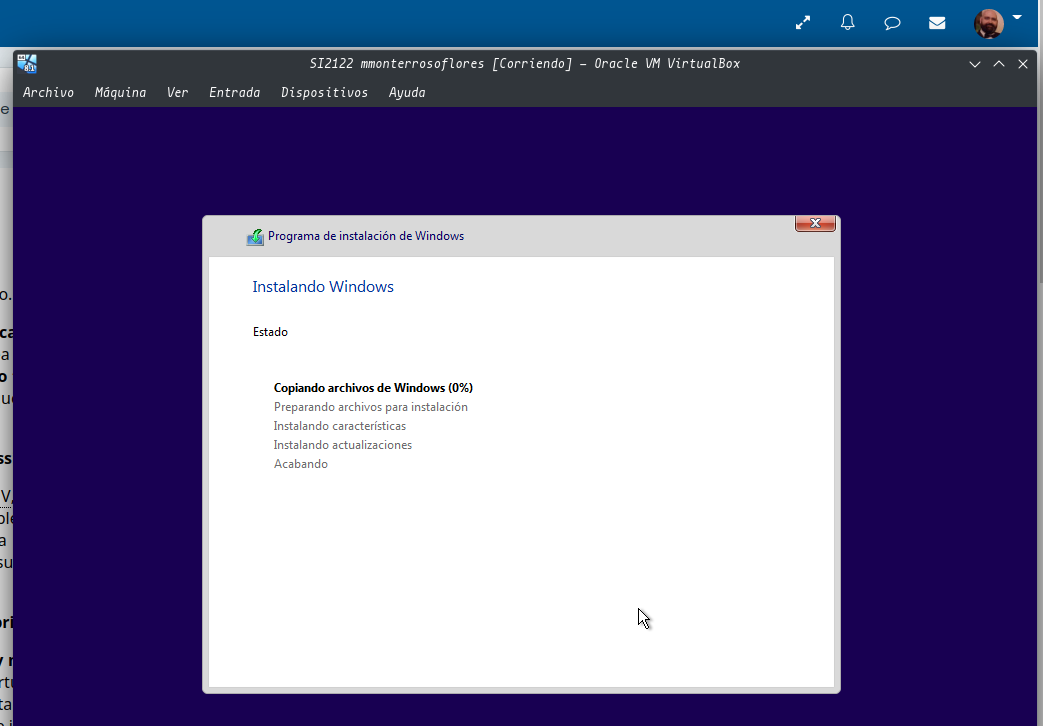 SI2122 mmonterrosoflores [Corriendo] – Oracle VM VirtualBox
Archivo Máquina Ver Entrada Dispositivos Ayuda
Programa de instalación de Windows
Instalando Windows
Estado
Copiando archivos de Windows (0%)
Preparando archivos para instalación
Instalando características
Instalando actualizaciones
Acabando